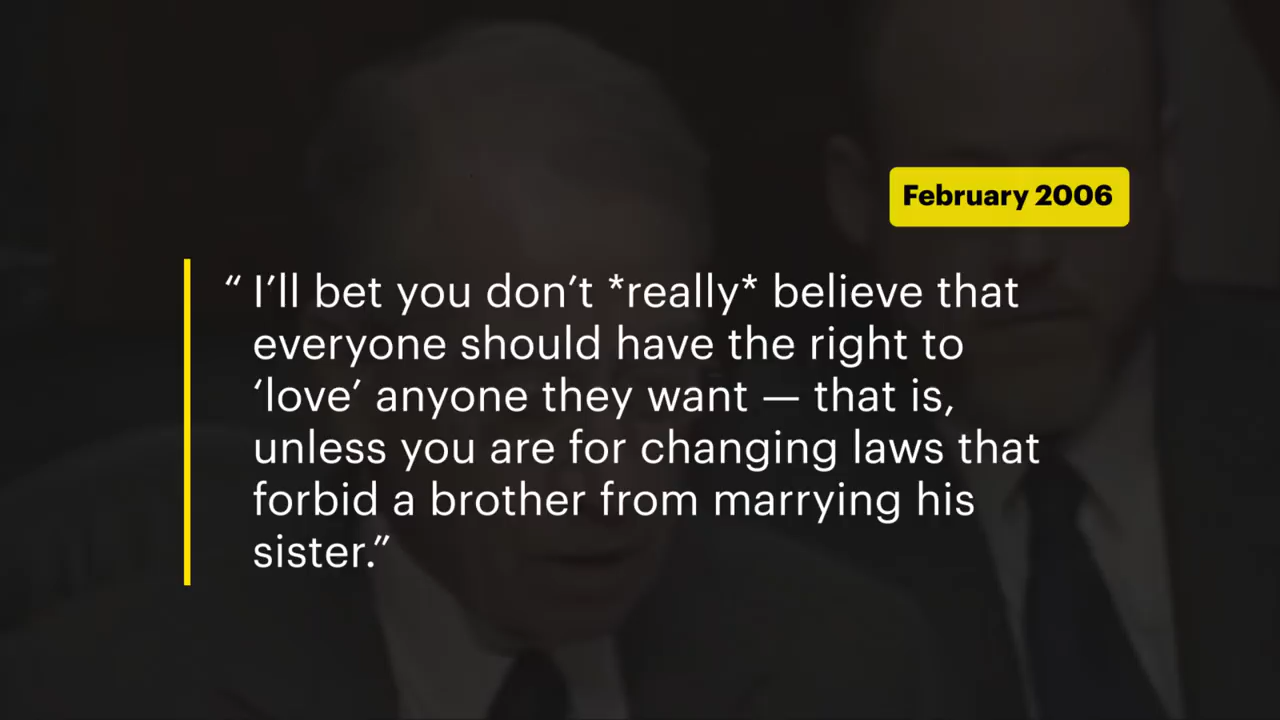 February 2006
“ I’ll bet you don’t *really* believe that
everyone should have the right to
‘love’ anyone they want — that is,
unless you are for changing laws that
forbid a brother from marrying his
sister.”